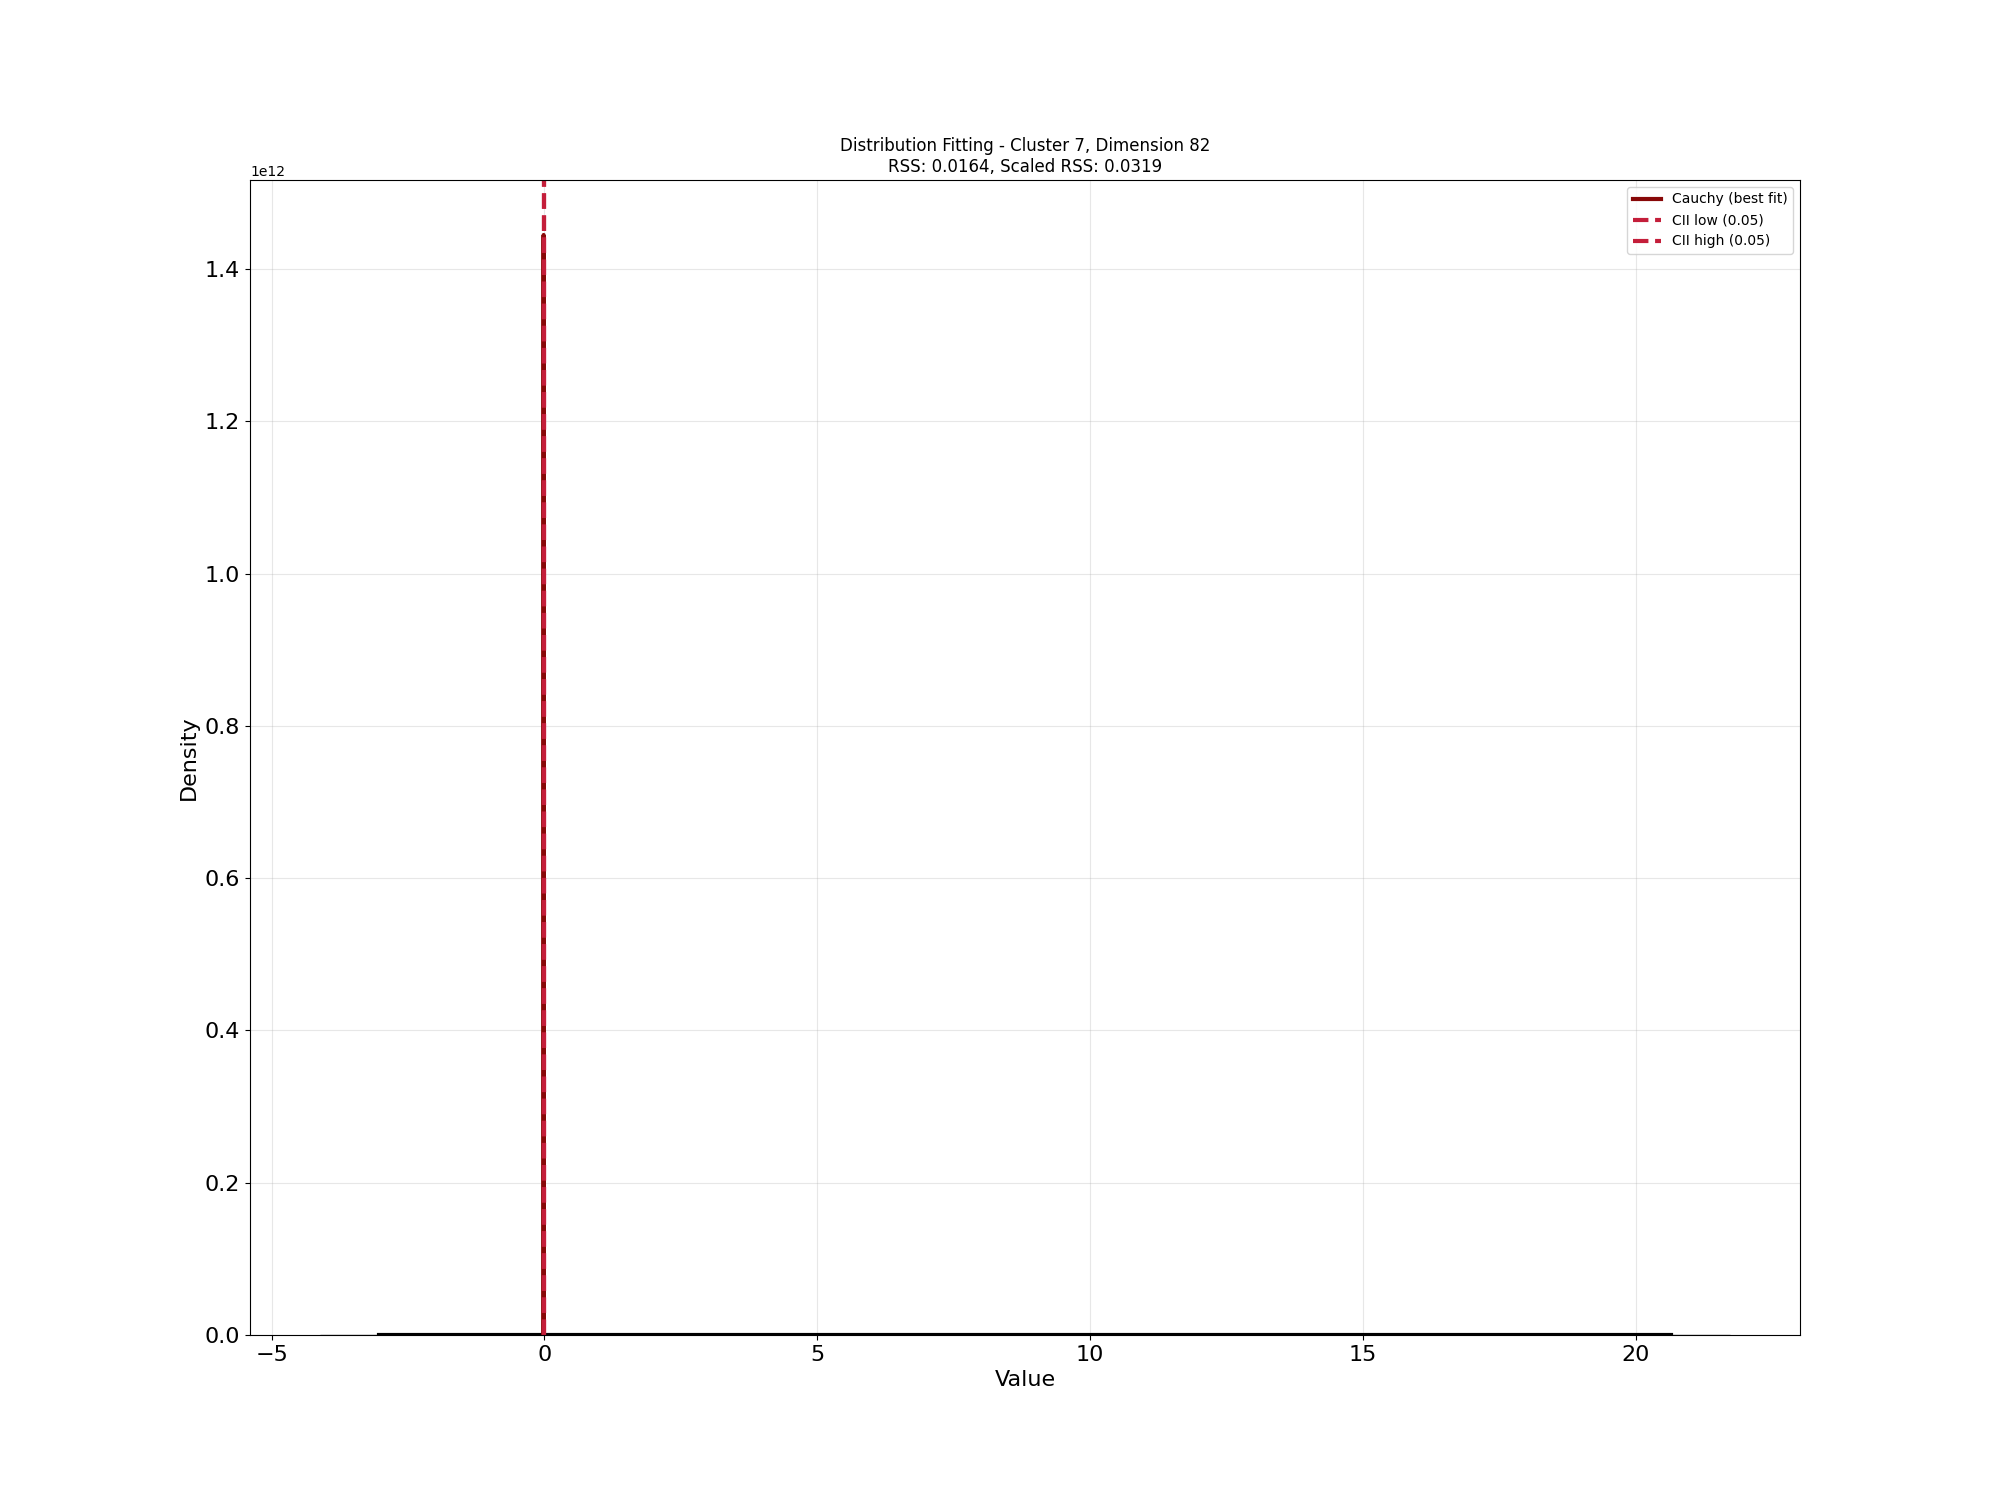 Distribution Fitting - Cluster 7, Dimension 82
RSS: 0.0164, Scaled RSS: 0.0319
1e12
Cauchy (best fit)
CII low (0.05)
CII high (0.05)
1.4
1.2
1.0
0.8
0.6
0.4
0.2
0.0
Density
−5
0
5
10
15
20
Value